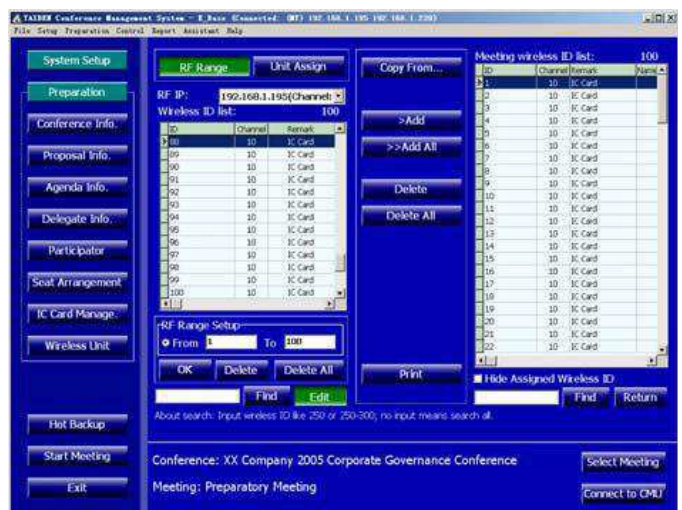 TAIDEN Conference Management System - E_Base (Connected: (MT) 192.168.1.195 192.168.1.220)
File Setup Preparation Control Report Assistant Help
System Setup
Preparation
Conference Info.
Proposal Info.
Agenda Info.
Delegate Info.
Participator
Seat Arrangement
IC Card Manage.
Wireless Unit
Hot Backup
Start Meeting
Exit
RF Range Unit Assign
RF IP: 192.168.1.195(Channel:
Wireless ID list: 100
ID Channel Remark
88 10 IC Card
89 10 IC Card
90 10 IC Card
91 10 IC Card
92 10 IC Card
93 10 IC Card
94 10 IC Card
95 10 IC Card
96 10 IC Card
97 10 IC Card
98 10 IC Card
99 10 IC Card
100 10 IC Card
RF Range Setup
From 1 To 100
OK Delete Delete All
Find Edit
About search: Input wireless ID like 250 or 250-300; no input means search all.
Copy From...
>Add
>>Add All
Delete
Delete All
Print
Meeting wireless ID list: 100
ID Channel Remark Name
1 10 IC Card
2 10 IC Card
3 10 IC Card
4 10 IC Card
5 10 IC Card
6 10 IC Card
7 10 IC Card
8 10 IC Card
9 10 IC Card
10 10 IC Card
11 10 IC Card
12 10 IC Card
13 10 IC Card
14 10 IC Card
15 10 IC Card
16 10 IC Card
17 10 IC Card
18 10 IC Card
19 10 IC Card
20 10 IC Card
21 10 IC Card
22 10 IC Card
Hide Assigned Wireless ID
Find Return
Conference: XX Company 2005 Corporate Governance Conference
Meeting: Preparatory Meeting
Select Meeting
Connect to CMU